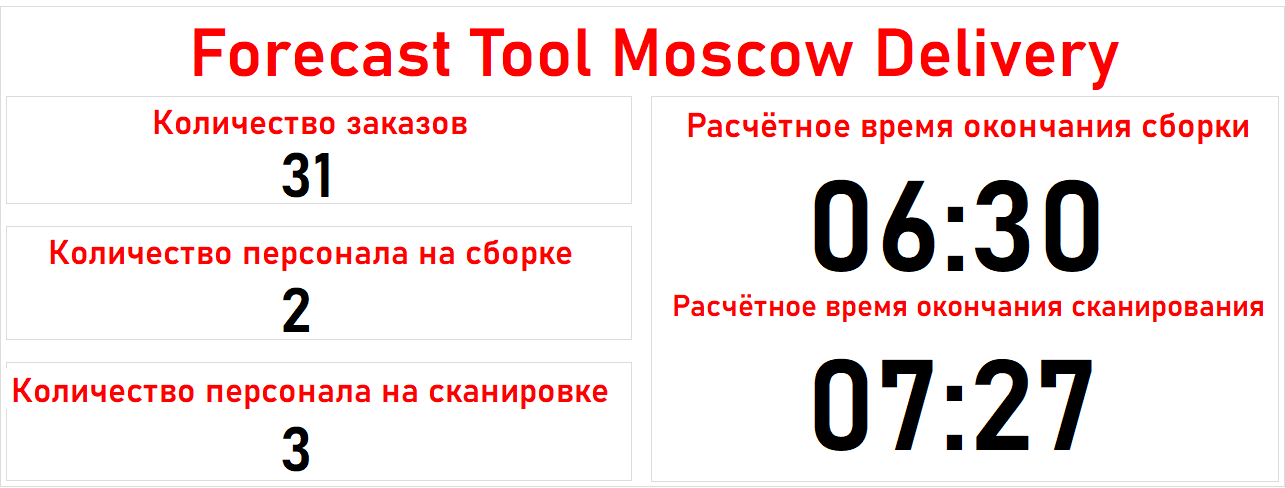 Forecast Tool Moscow Delivery
Количество заказов
31
Количество персонала на сборке
2
Количество персонала на сканировке
3
Расчётное время окончания сборки
06:30
Расчётное время окончания сканирования
07:27